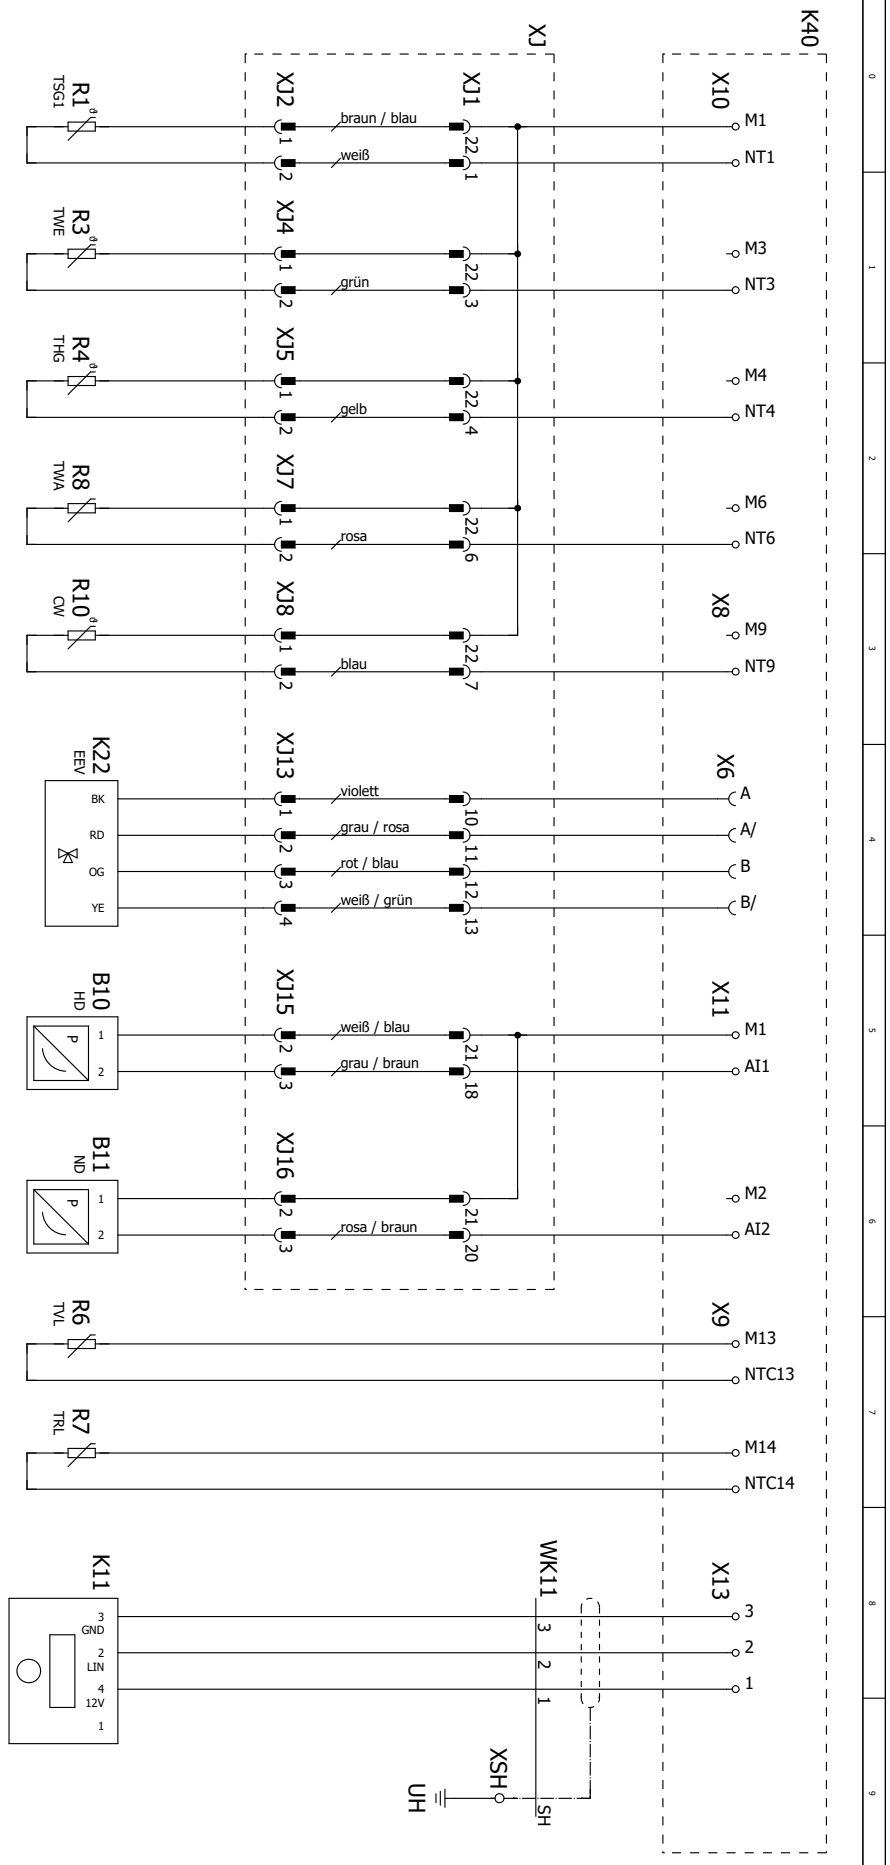 K40
0
XJ
X10
XJ1
XJ2
R1
TSG1
ϑ
braun / blau
M1
1
22
weiß
NT1
2
1
1
R3
TWE
ϑ
XJ4
M3
1
22
grün
NT3
2
3
R4
THG
ϑ
XJ5
M4
1
22
gelb
NT4
2
4
2
R8
TWA
XJ7
M6
1
22
rosa
NT6
2
6
R10
CW
ϑ
XJ8
X8
M9
1
22
3
blau
NT9
2
7
K22
EEV
XJ13
X6
BK
violett
A
1
10
RD
grau / rosa
A/
2
11
4
OG
rot / blau
B
3
12
YE
weiß / grün
B/
4
13
B10
HD
XJ15
X11
1
weiß / blau
M1
2
21
5
P
2
grau / braun
AI1
3
18
B11
ND
XJ16
1
M2
2
21
6
P
2
rosa / braun
AI2
3
20
R6
TVL
X9
M13
NTC13
R7
TRL
7
M14
NTC14
K11
WK11
X13
8
3
GND
3
3
2
LIN
2
2
4
12V
1
1
1
XSH
UH
SH
9